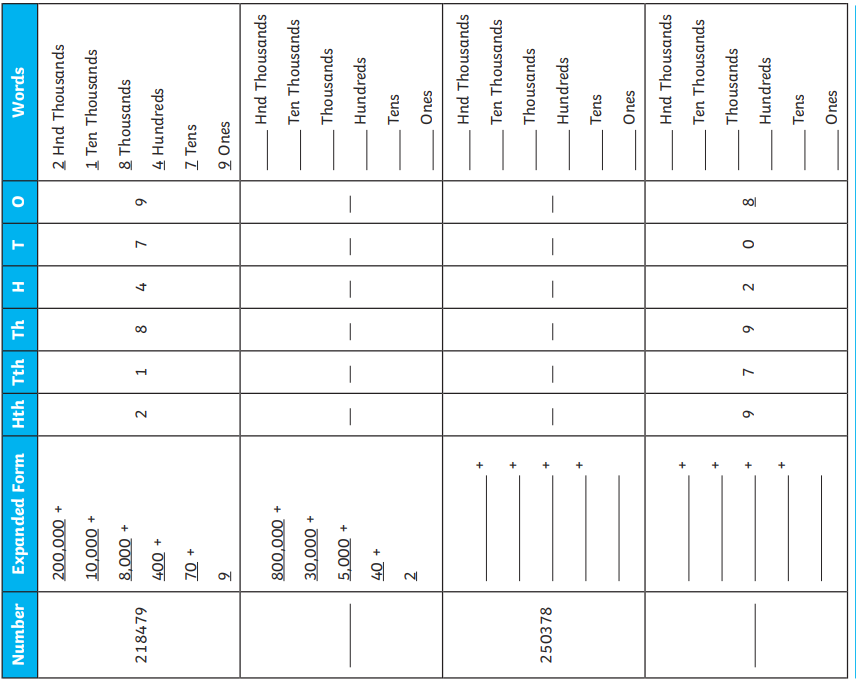 Number Expanded Form Hth Tth Th H T O Words
218479
200,000 +
10,000 +
8,000 +
400 +
70 +
9
2 1 8 4 7 9
2 Hnd Thousands
1 Ten Thousands
8 Thousands
4 Hundreds
7 Tens
9 Ones
800,000 +
30,000 +
5,000 +
40 +
2
Hnd Thousands
Ten Thousands
Thousands
Hundreds
Tens
Ones
250378
+
+
+
+
Hnd Thousands
Ten Thousands
Thousands
Hundreds
Tens
Ones
+
+
+
+
9 7 9 2 0 8
Hnd Thousands
Ten Thousands
Thousands
Hundreds
Tens
Ones